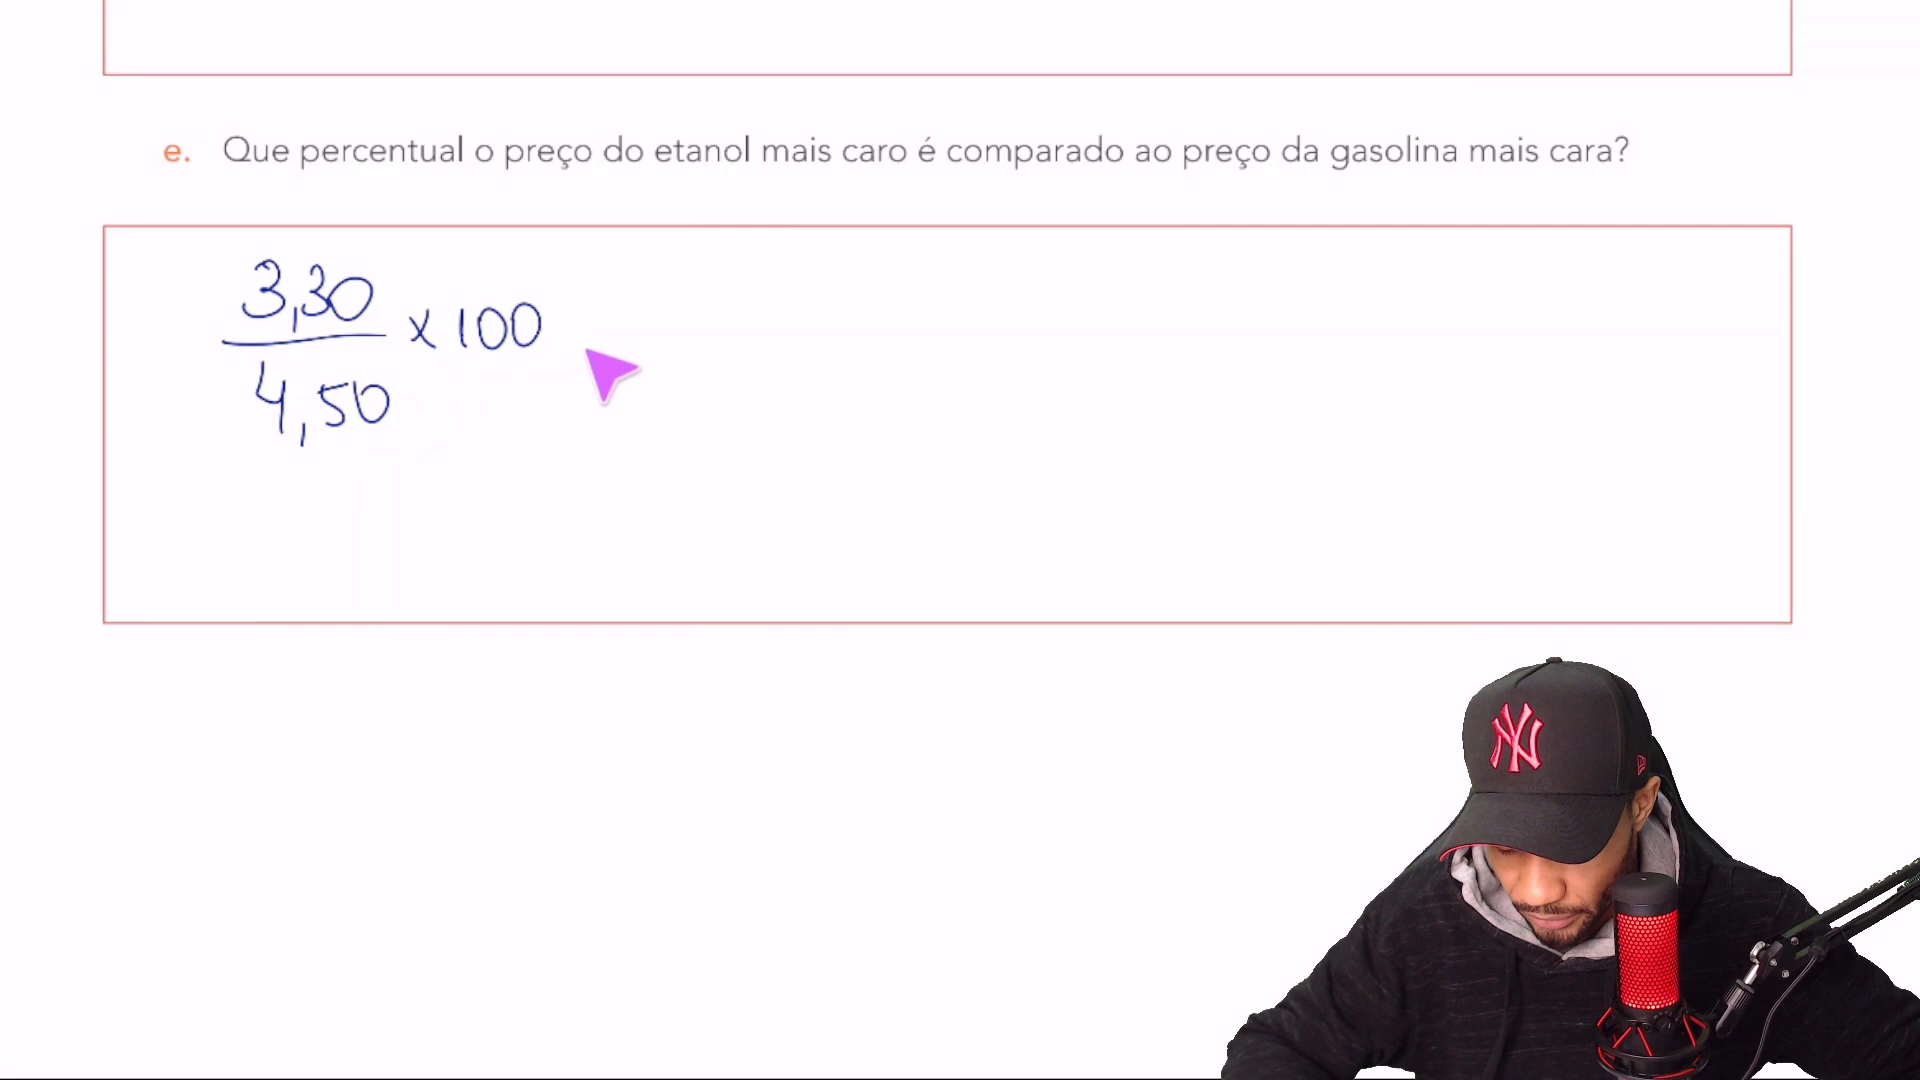 e. Que percentual o preço do etanol mais caro é comparado ao preço da gasolina mais cara?
3,30
x 100
4,50
NY